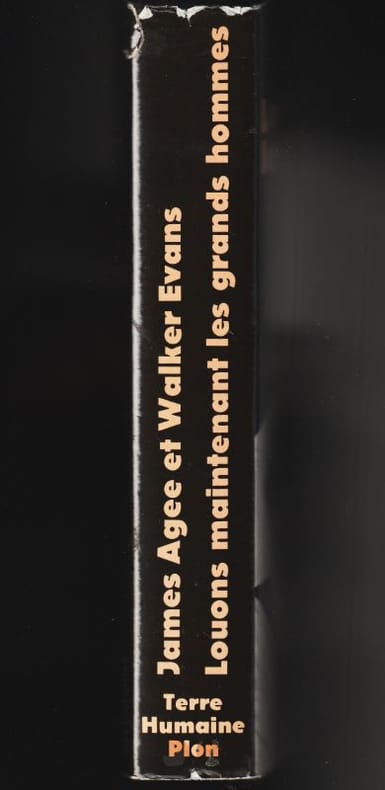 James Agee et Walker Evans
Louons maintenant les grands hommes
Terre
Humaine
Plon